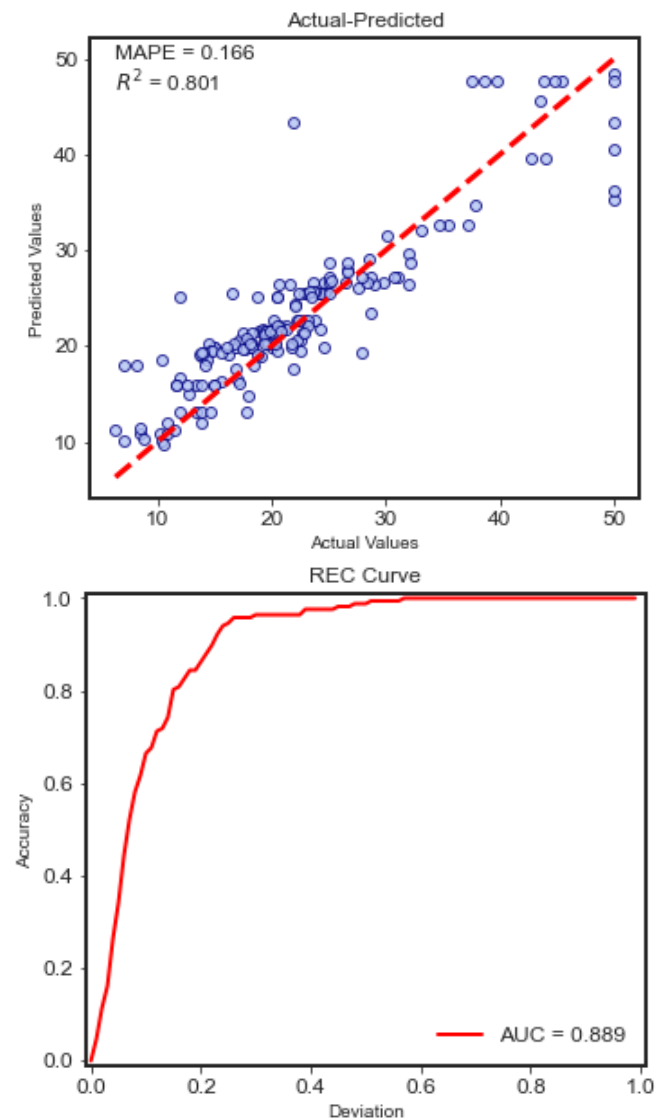 Actual-Predicted
MAPE = 0.166
R² = 0.801
50
40
30
20
10
Predicted Values
10 20 30 40 50
Actual Values
REC Curve
1.0
0.8
0.6
0.4
0.2
0.0
Accuracy
AUC = 0.889
0.0 0.2 0.4 0.6 0.8 1.0
Deviation